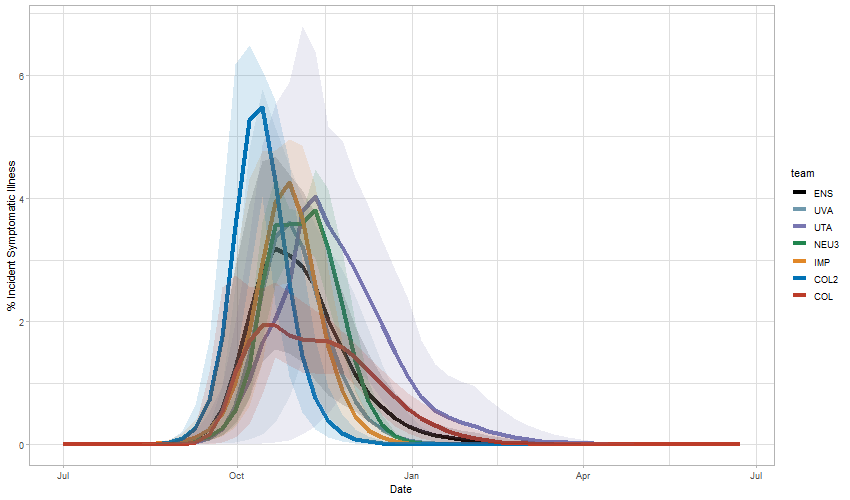 % Incident Symptomatic Illness
6
4
2
0
Jul
Oct
Jan
Apr
Jul
Date
team
ENS
UVA
UTA
NEU3
IMP
COL2
COL